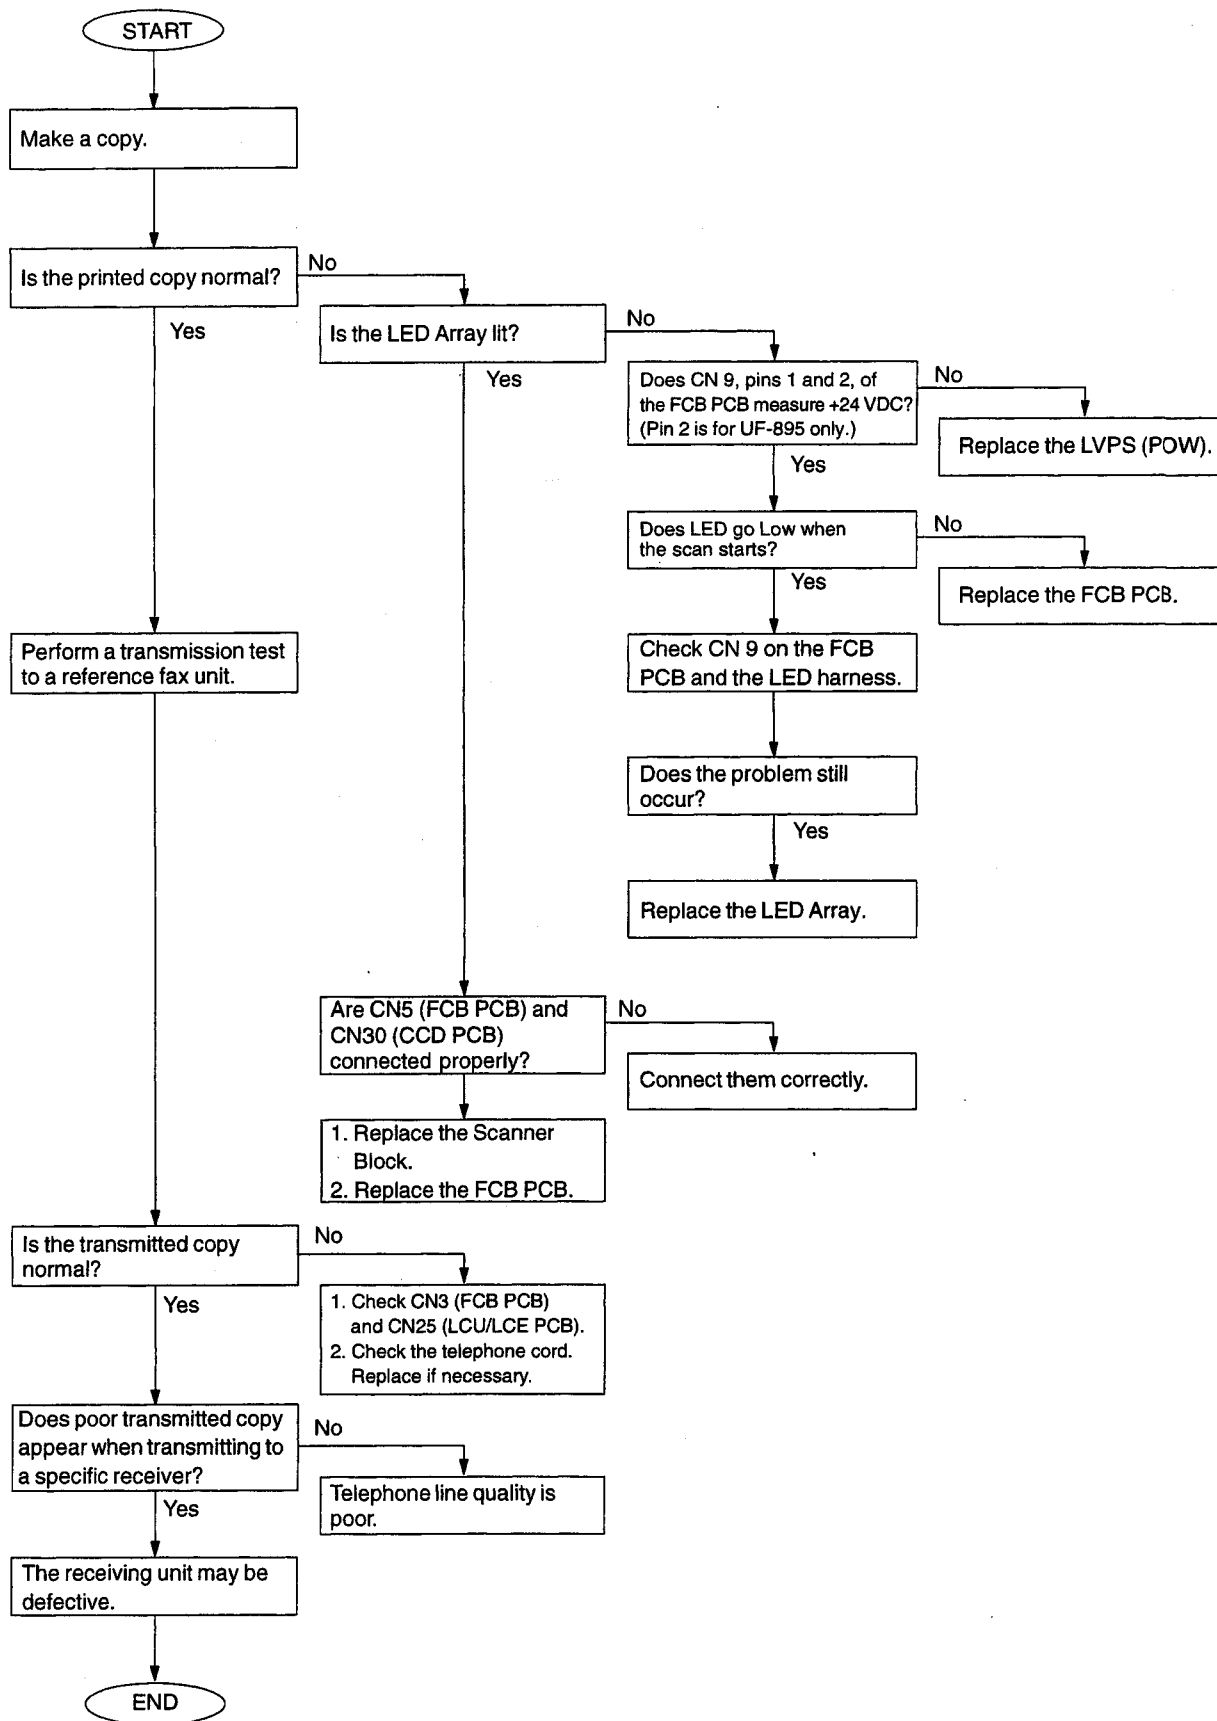 START
Make a copy.
Is the printed copy normal?
No
Yes
Is the LED Array lit?
No
Yes
Does CN 9, pins 1 and 2, of
the FCB PCB measure +24 VDC?
(Pin 2 is for UF-895 only.)
No
Yes
Replace the LVPS (POW).
Does LED go Low when
the scan starts?
No
Yes
Replace the FCB PCB.
Perform a transmission test
to a reference fax unit.
Check CN 9 on the FCB
PCB and the LED harness.
Does the problem still
occur?
Yes
Replace the LED Array.
Are CN5 (FCB PCB) and
CN30 (CCD PCB)
connected properly?
No
Connect them correctly.
1. Replace the Scanner
Block.
2. Replace the FCB PCB.
Is the transmitted copy
normal?
No
Yes
1. Check CN3 (FCB PCB)
and CN25 (LCU/LCE PCB).
2. Check the telephone cord.
Replace if necessary.
Does poor transmitted copy
appear when transmitting to
a specific receiver?
No
Yes
Telephone line quality is
poor.
The receiving unit may be
defective.
END